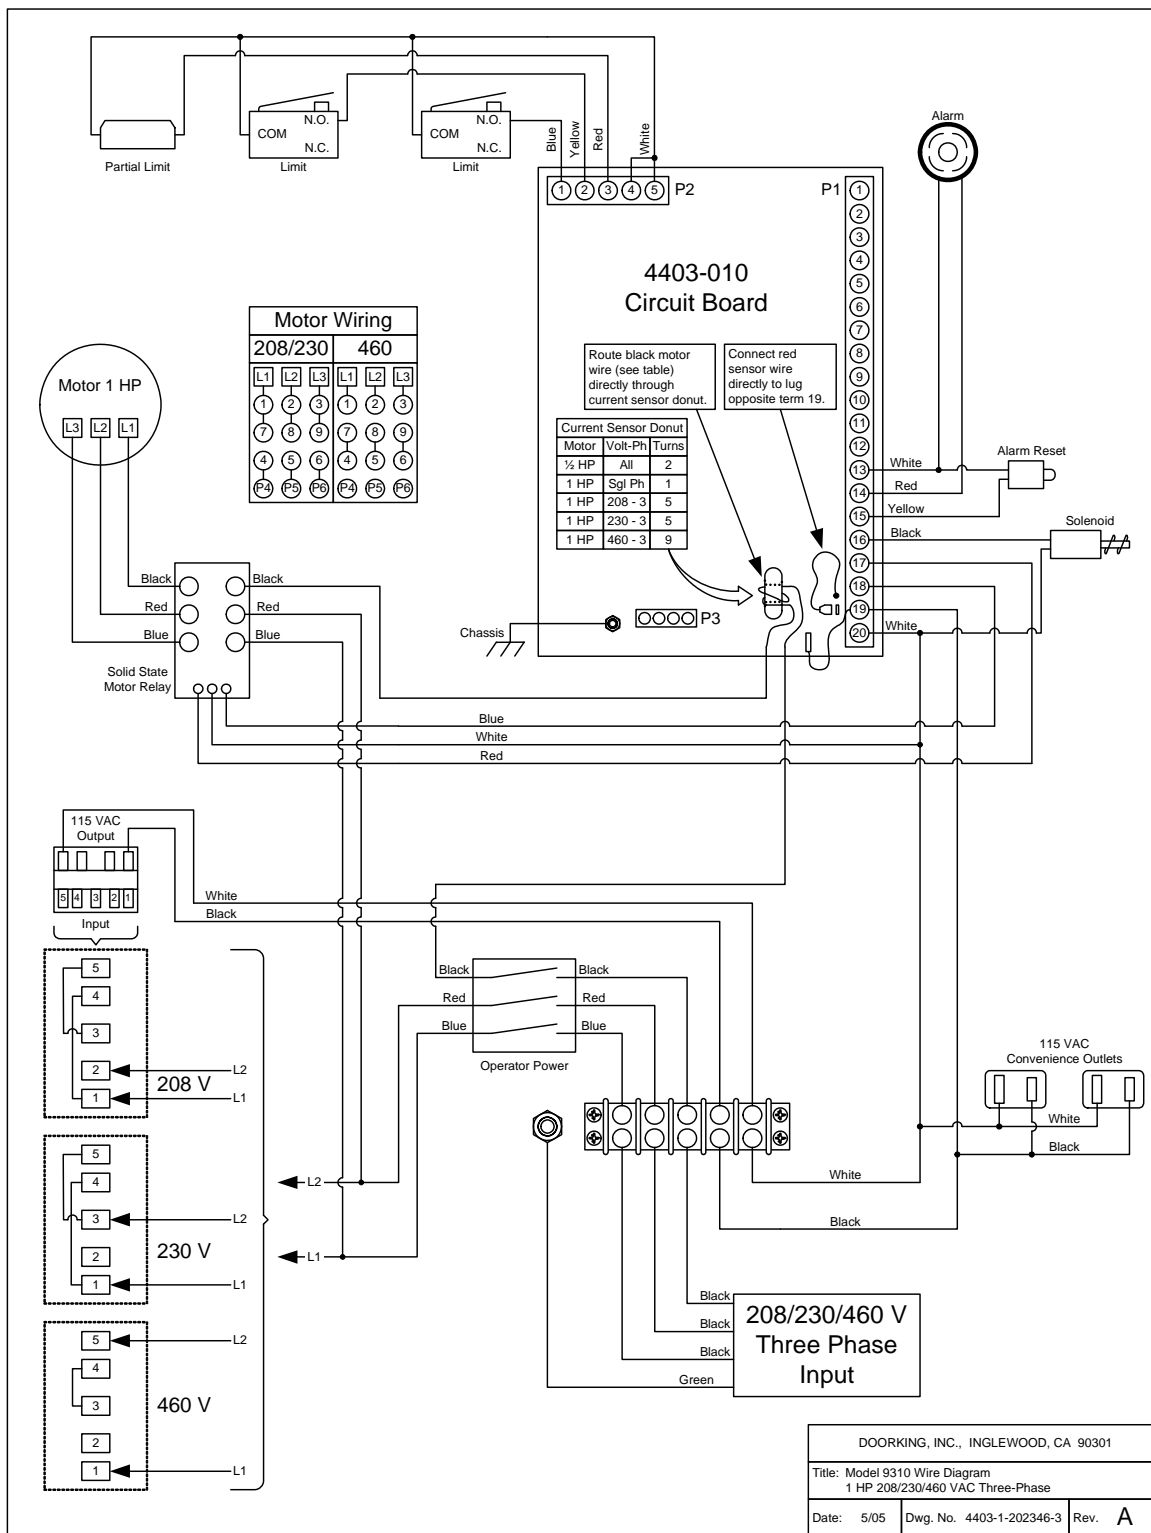 Alarm
N.O.
COM
N.C.
Limit
N.O.
COM
N.C.
Limit
Partial Limit
Blue
Yellow
Red
White
1 2 3 4 5 P2
P1
1
2
3
4
5
6
7
8
9
10
11
12
13
14
15
16
17
18
19
20
4403-010
Circuit Board
Motor Wiring
208/230 460
L1 L2 L3 L1 L2 L3
1 2 3 1 2 3
7 8 9 7 8 9
4 5 6 4 5 6
P4 P5 P6 P4 P5 P6
Motor 1 HP
L3 L2 L1
Route black motor
wire (see table)
directly through
current sensor donut.
Connect red
sensor wire
directly to lug
opposite term 19.
Current Sensor Donut
Motor Volt-Ph Turns
½ HP All 2
1 HP Sgl Ph 1
1 HP 208 - 3 5
1 HP 230 - 3 5
1 HP 460 - 3 9
White
Alarm Reset
Red
Yellow
Black
Solenoid
White
P3
Chassis
Black Black
Red Red
Blue Blue
Solid State
Motor Relay
Blue
White
Red
115 VAC
Output
5 4 3 2 1
Input
White
Black
5
4
3
2
1
208 V
L2
L1
5
4
3
2
1
230 V
L2
L1
5
4
3
2
1
460 V
L2
L1
L2
L1
Black Black
Red Red
Blue Blue
Operator Power
115 VAC
Convenience Outlets
White
Black
White
Black
Black
Black
Black
Green
208/230/460 V
Three Phase
Input
DOORKING, INC., INGLEWOOD, CA 90301
Title: Model 9310 Wire Diagram
1 HP 208/230/460 VAC Three-Phase
Date: 5/05 Dwg. No. 4403-1-202346-3 Rev. A